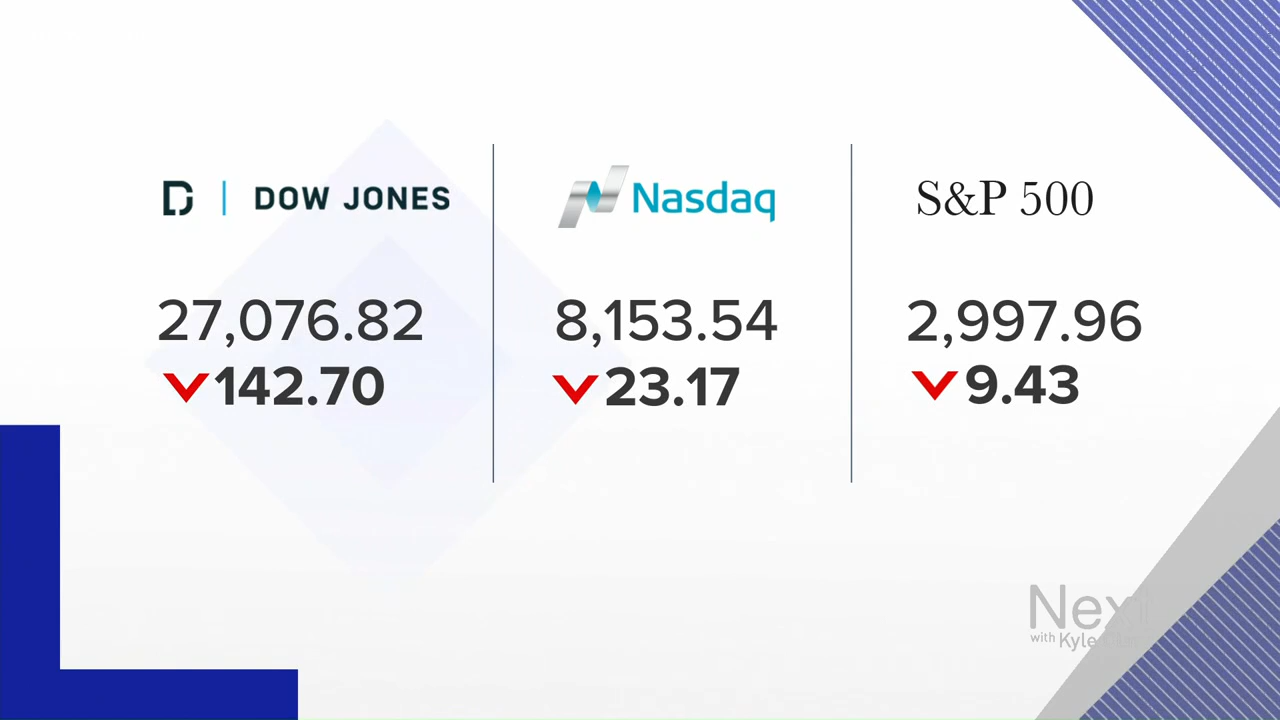 DOW JONES
Nasdaq
S&P 500
27,076.82
8,153.54
2,997.96
142.70
23.17
9.43
Next
with Kyle